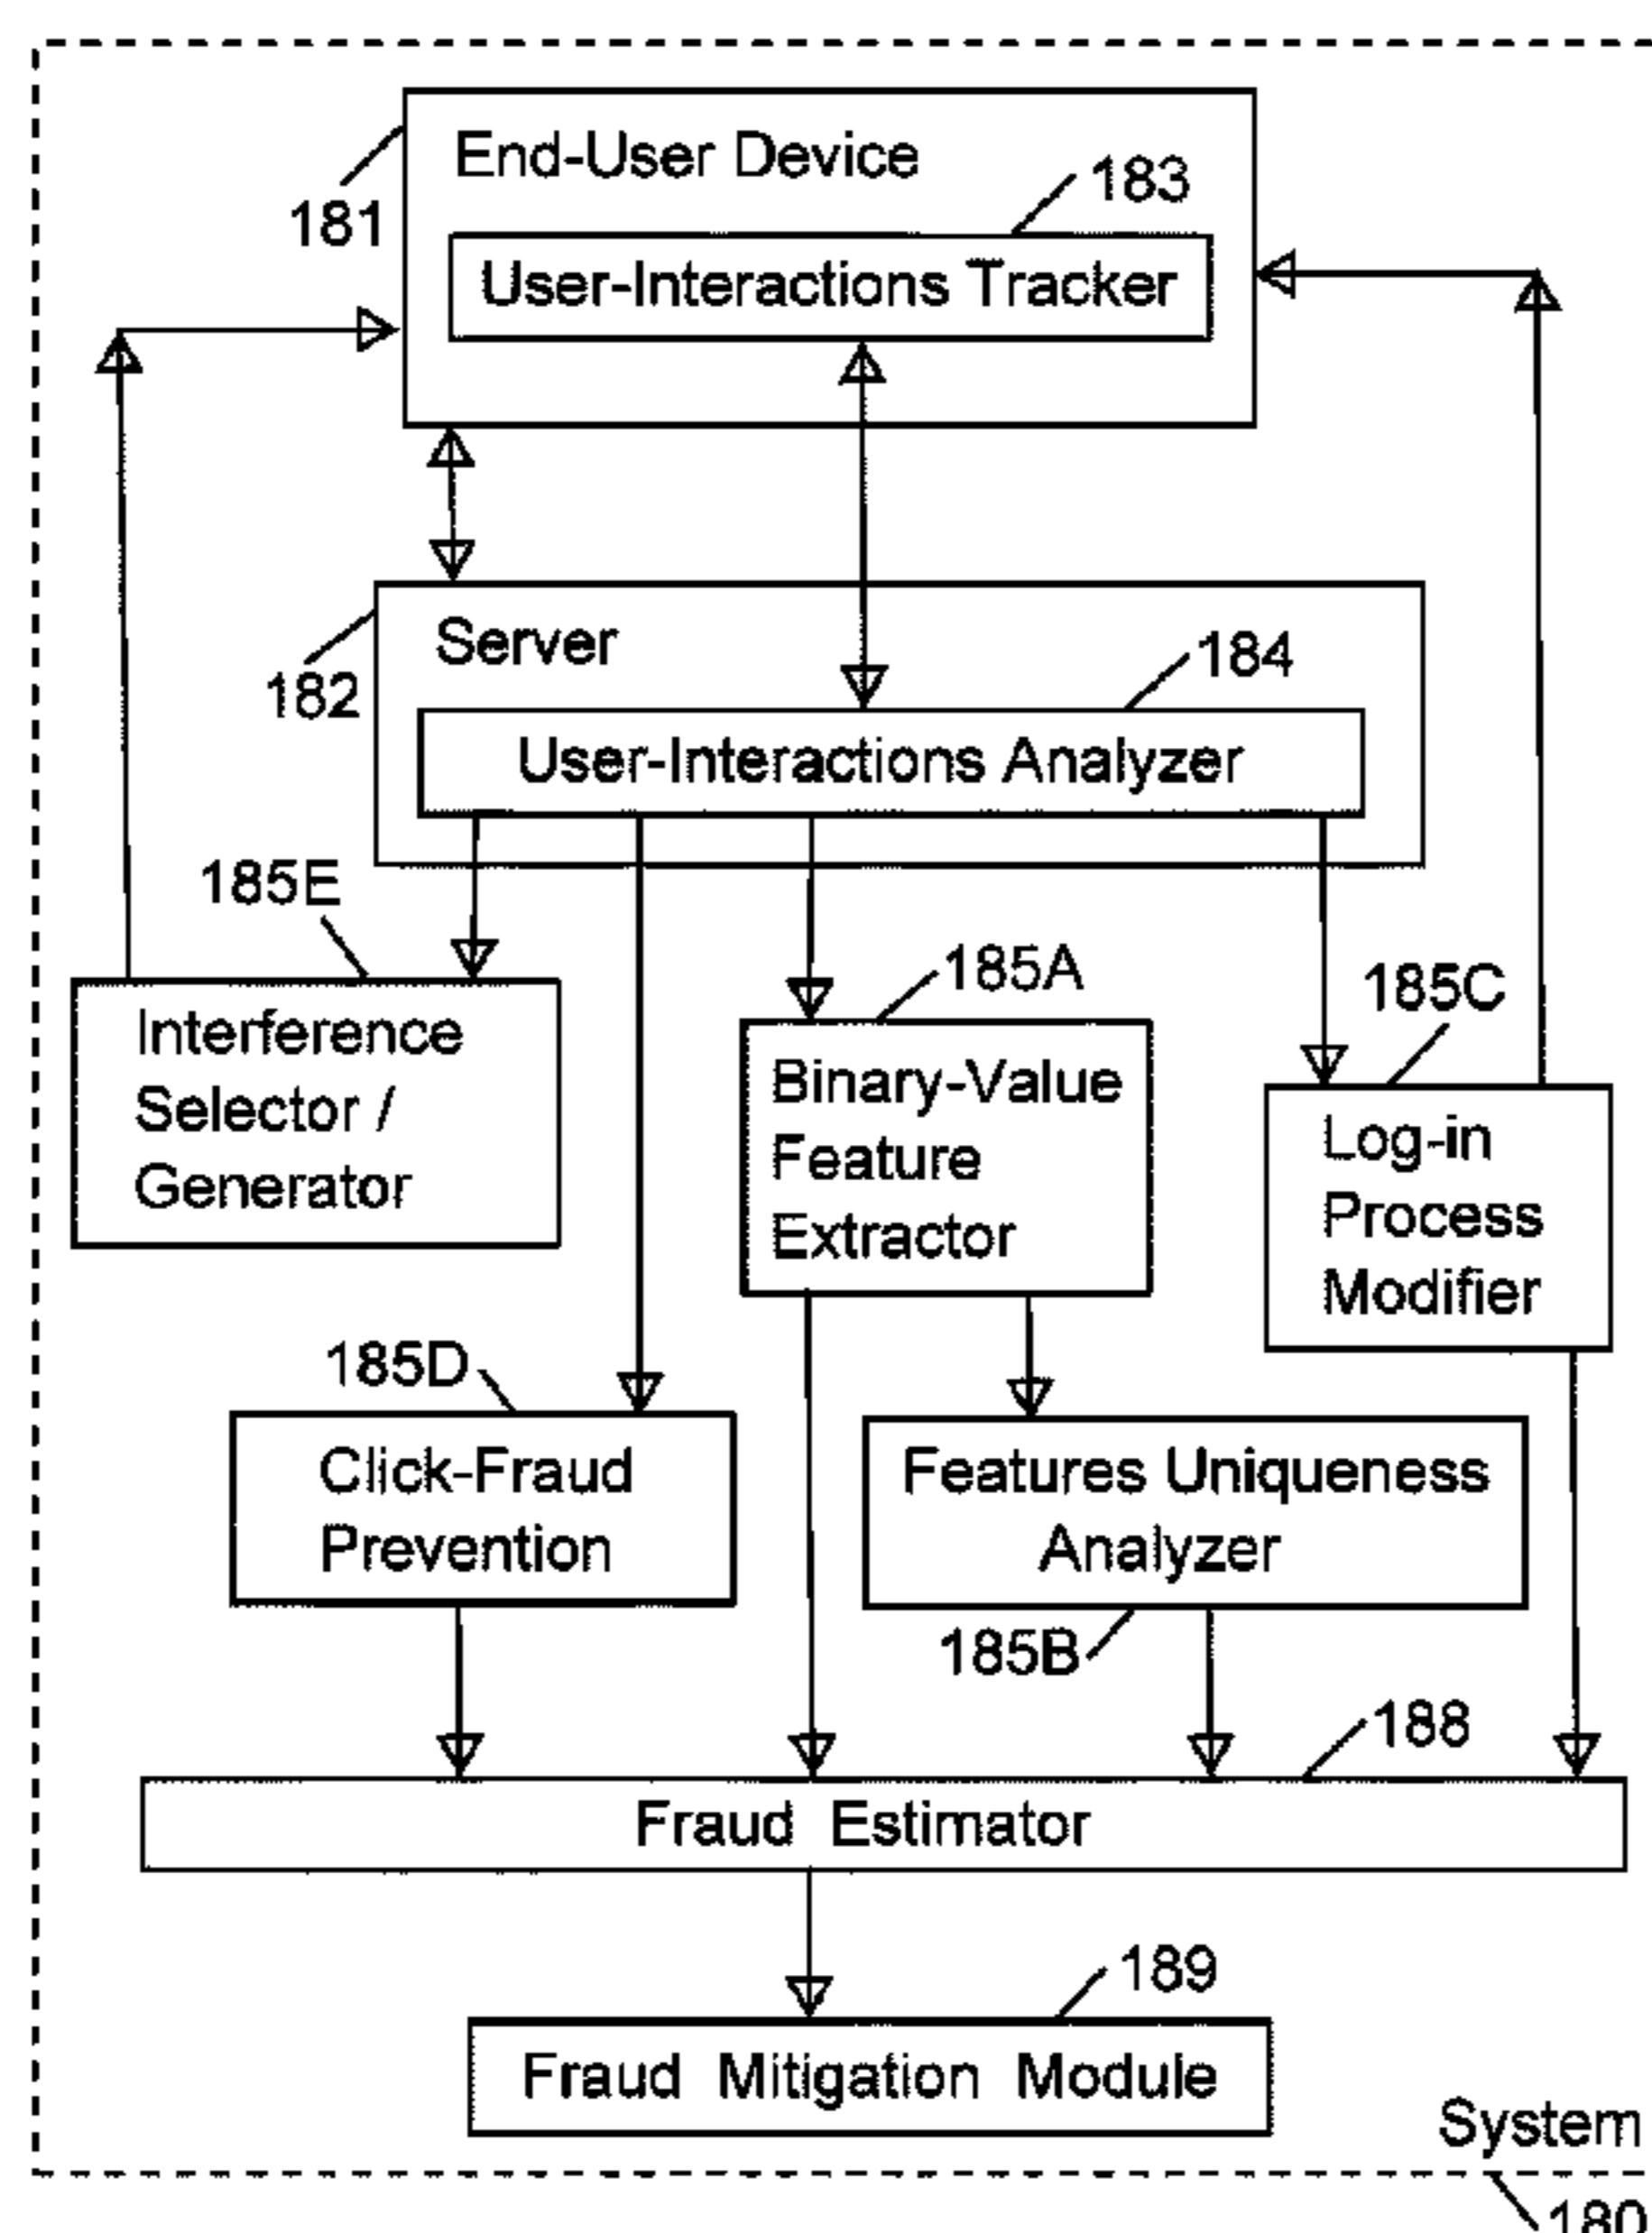 End-User Device
183
181
User-Interactions Tracker
Server
184
182
User-Interactions Analyzer
185E
185A
185C
Interference
Selector /
Generator
Binary-Value
Feature
Extractor
Log-in
Process
Modifier
185D
Click-Fraud
Prevention
Features Uniqueness
Analyzer
185B
188
Fraud Estimator
189
Fraud Mitigation Module
System
180